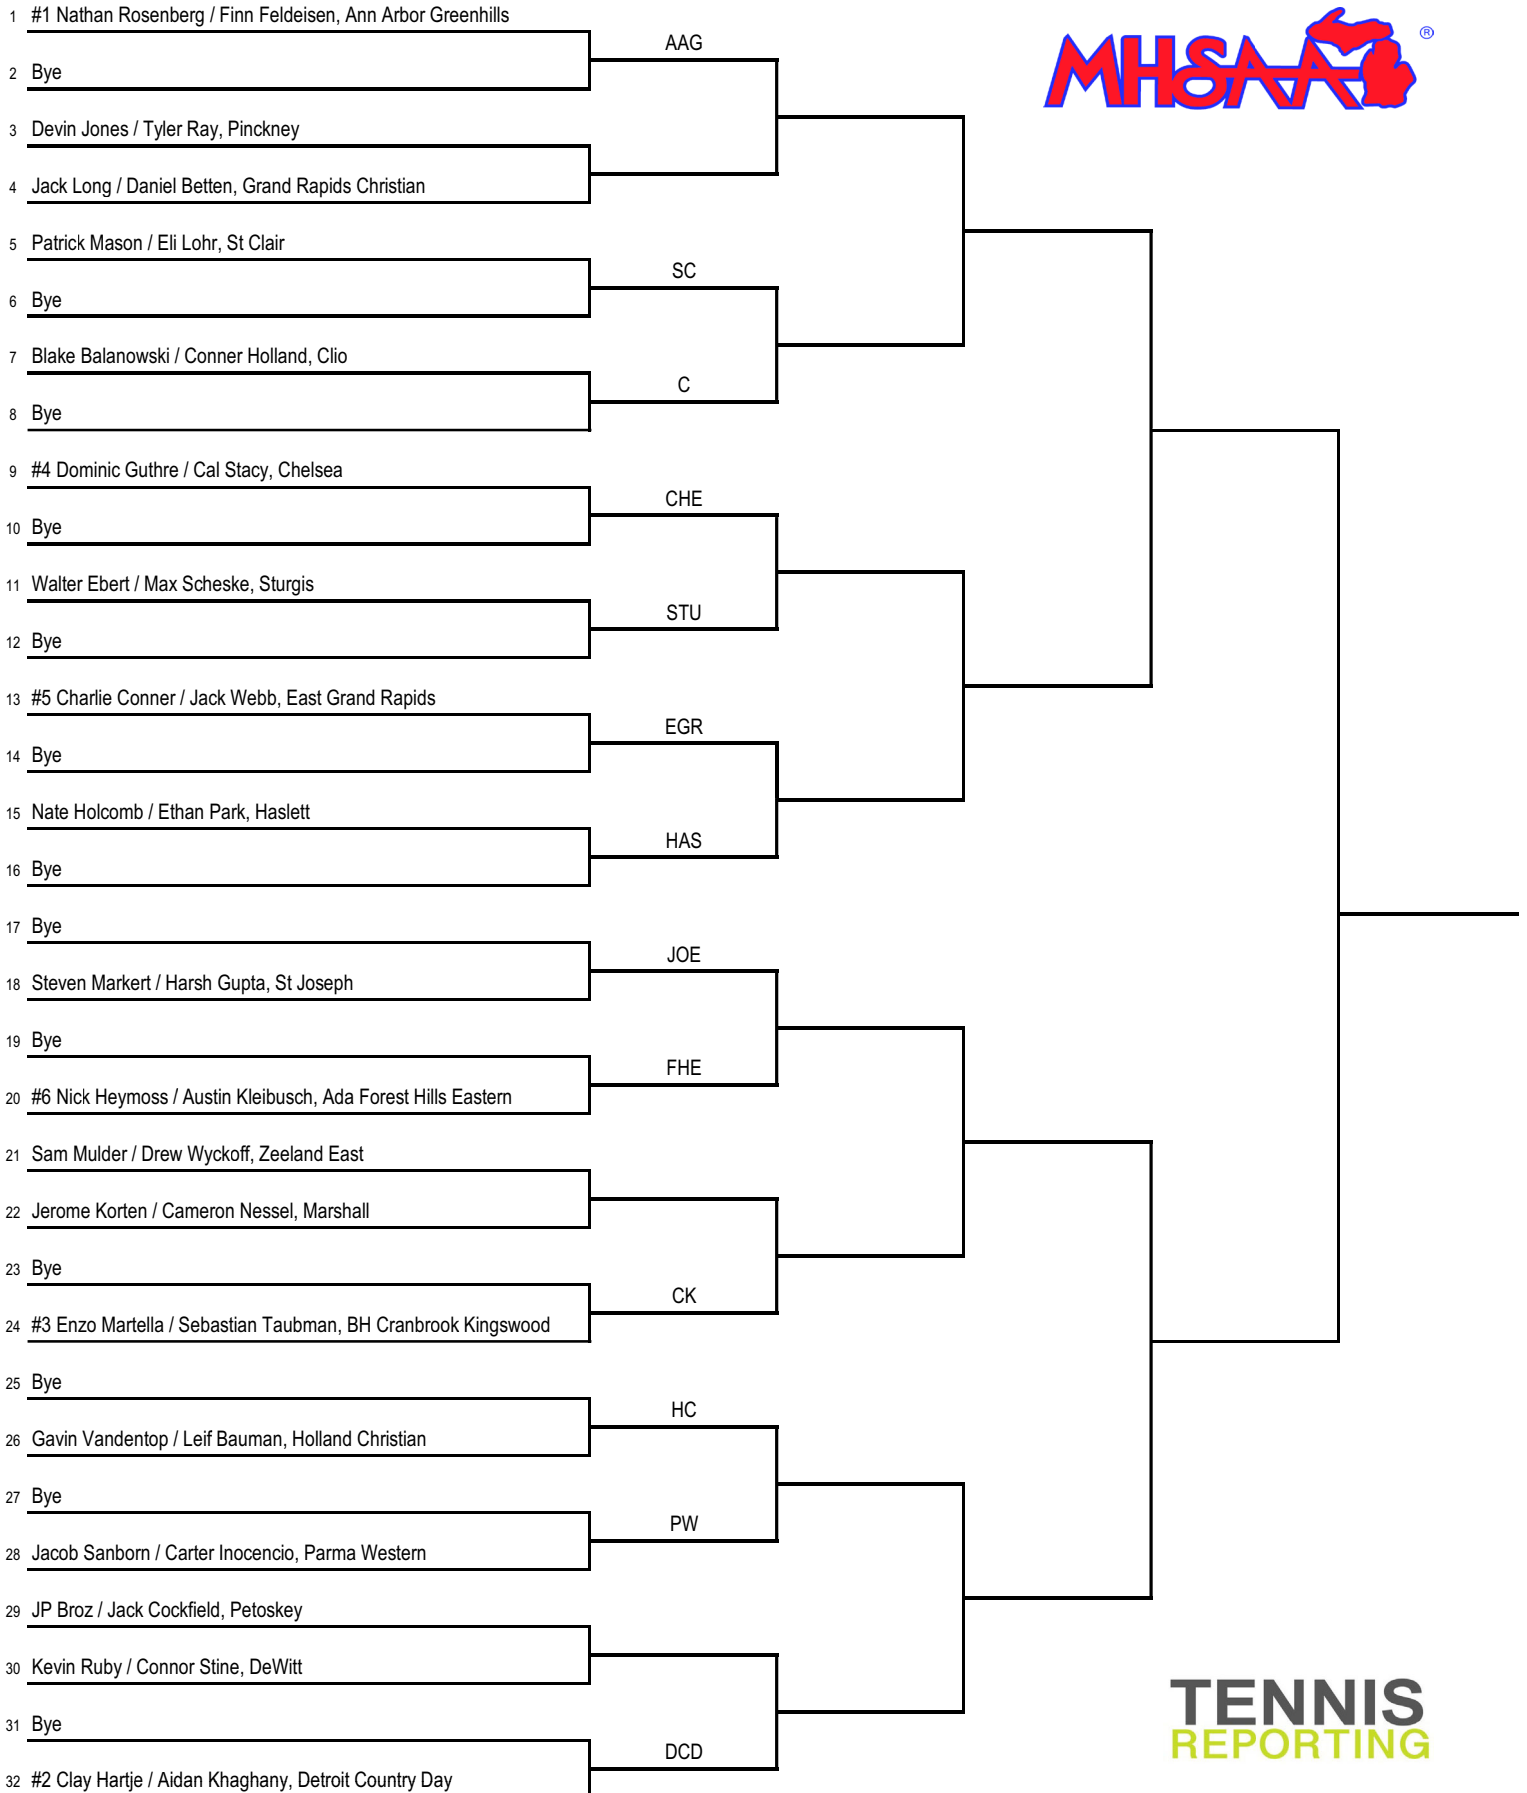 1 #1 Nathan Rosenberg / Finn Feldeisen, Ann Arbor Greenhills
AAG
MHSAA ®
2 Bye
3 Devin Jones / Tyler Ray, Pinckney
4 Jack Long / Daniel Betten, Grand Rapids Christian
5 Patrick Mason / Eli Lohr, St Clair
SC
6 Bye
7 Blake Balanowski / Conner Holland, Clio
C
8 Bye
9 #4 Dominic Guthre / Cal Stacy, Chelsea
CHE
10 Bye
11 Walter Ebert / Max Scheske, Sturgis
STU
12 Bye
13 #5 Charlie Conner / Jack Webb, East Grand Rapids
EGR
14 Bye
15 Nate Holcomb / Ethan Park, Haslett
HAS
16 Bye
17 Bye
JOE
18 Steven Markert / Harsh Gupta, St Joseph
19 Bye
FHE
20 #6 Nick Heymoss / Austin Kleibusch, Ada Forest Hills Eastern
21 Sam Mulder / Drew Wyckoff, Zeeland East
22 Jerome Korten / Cameron Nessel, Marshall
23 Bye
CK
24 #3 Enzo Martella / Sebastian Taubman, BH Cranbrook Kingswood
25 Bye
HC
26 Gavin Vandentop / Leif Bauman, Holland Christian
27 Bye
PW
28 Jacob Sanborn / Carter Inocencio, Parma Western
29 JP Broz / Jack Cockfield, Petoskey
30 Kevin Ruby / Connor Stine, DeWitt
31 Bye
DCD
32 #2 Clay Hartje / Aidan Khaghany, Detroit Country Day
TENNIS
REPORTING